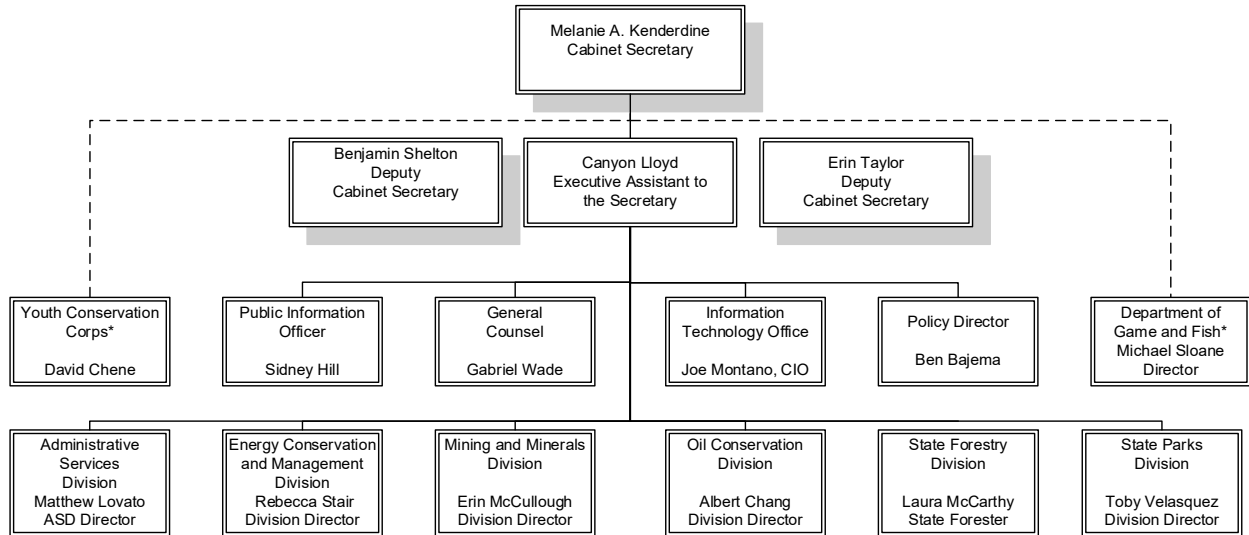 Melanie A. Kenderdine
Cabinet Secretary
Benjamin Shelton
Deputy
Cabinet Secretary
Canyon Lloyd
Executive Assistant to
the Secretary
Erin Taylor
Deputy
Cabinet Secretary
Youth Conservation
Corps*
David Chene
Public Information
Officer
Sidney Hill
General
Counsel
Gabriel Wade
Information
Technology Office
Joe Montano, CIO
Policy Director
Ben Bajema
Department of
Game and Fish*
Michael Sloane
Director
Administrative
Services
Division
Matthew Lovato
ASD Director
Energy Conservation
and Management
Division
Rebecca Stair
Division Director
Mining and Minerals
Division
Erin McCullough
Division Director
Oil Conservation
Division
Albert Chang
Division Director
State Forestry
Division
Laura McCarthy
State Forester
State Parks
Division
Toby Velasquez
Division Director